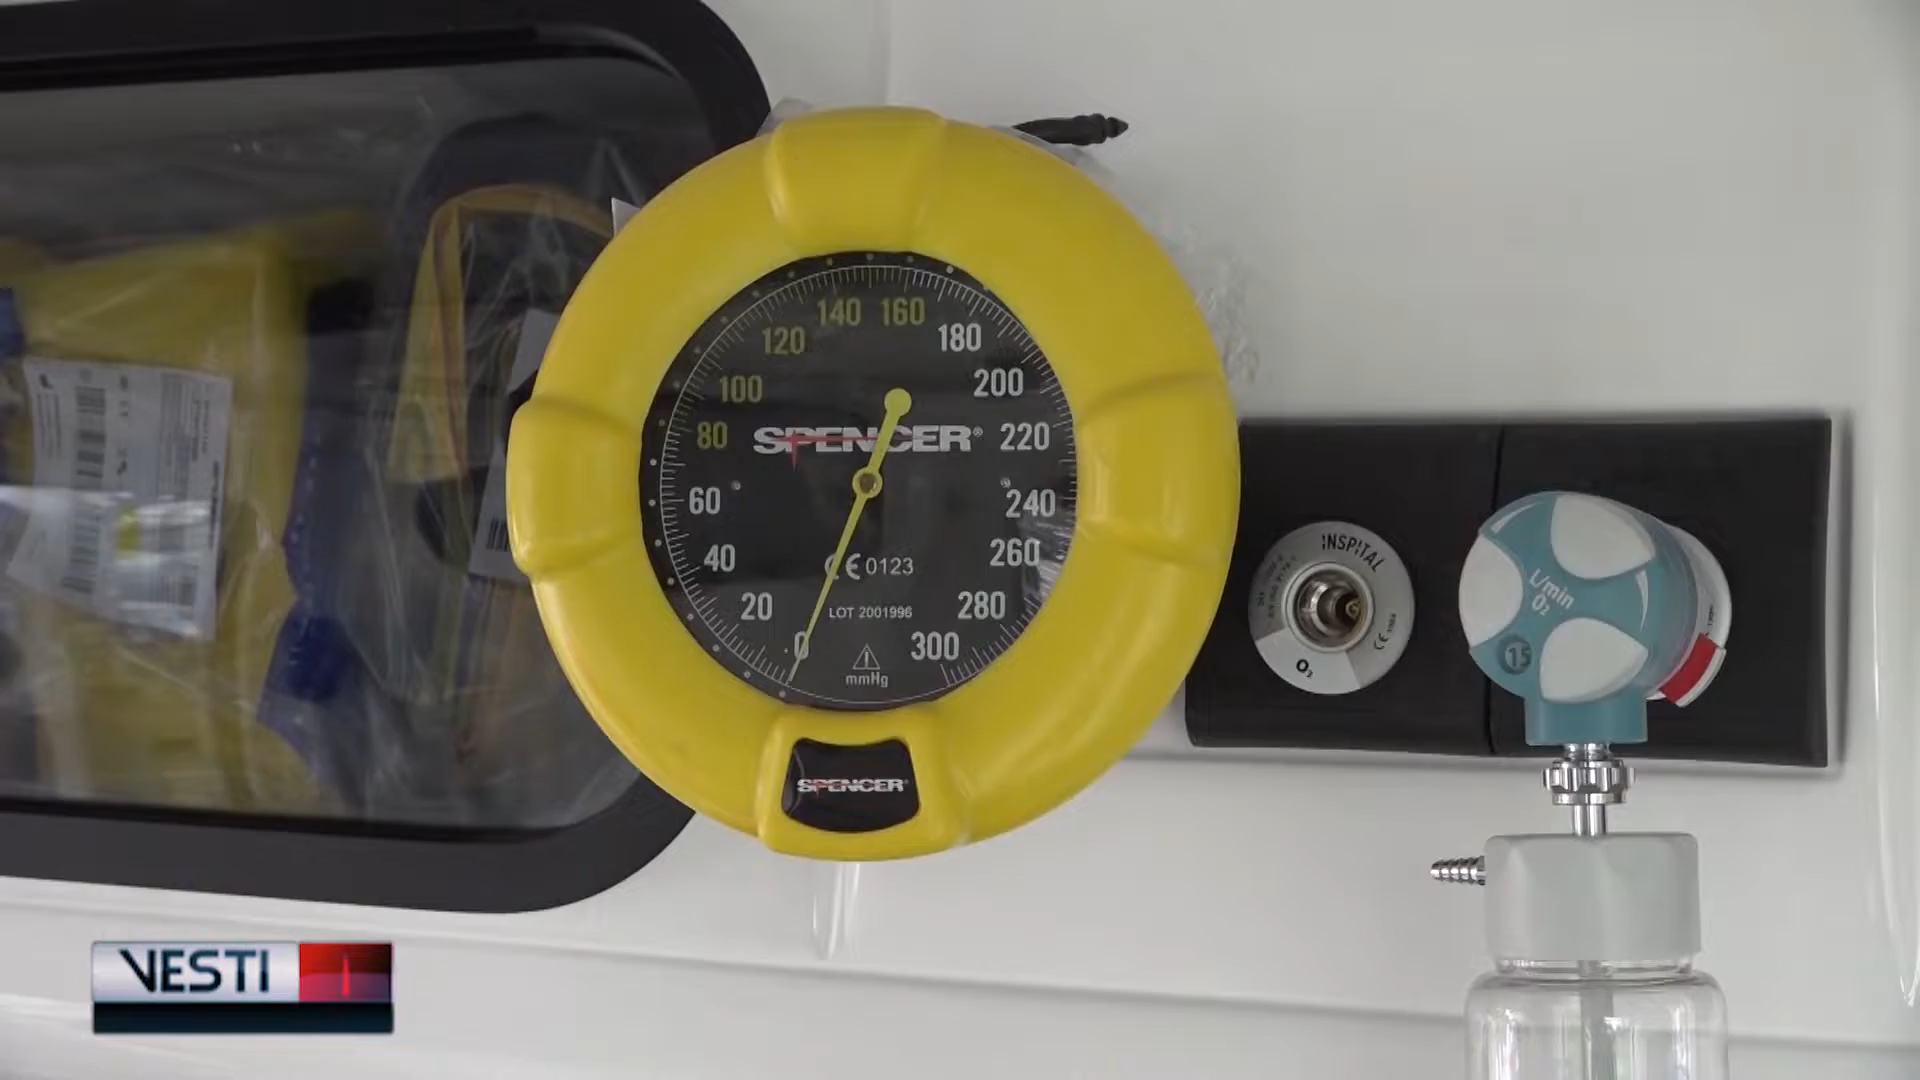 140 160
120 180
100 200
80 SPENCER® 220
60 240
40 260
CE 0123
20 280
LOT 2001996
0 300
mmHg
SPENCER®
INSPITAL
O₂
L/min
O₂
15
VESTI 1